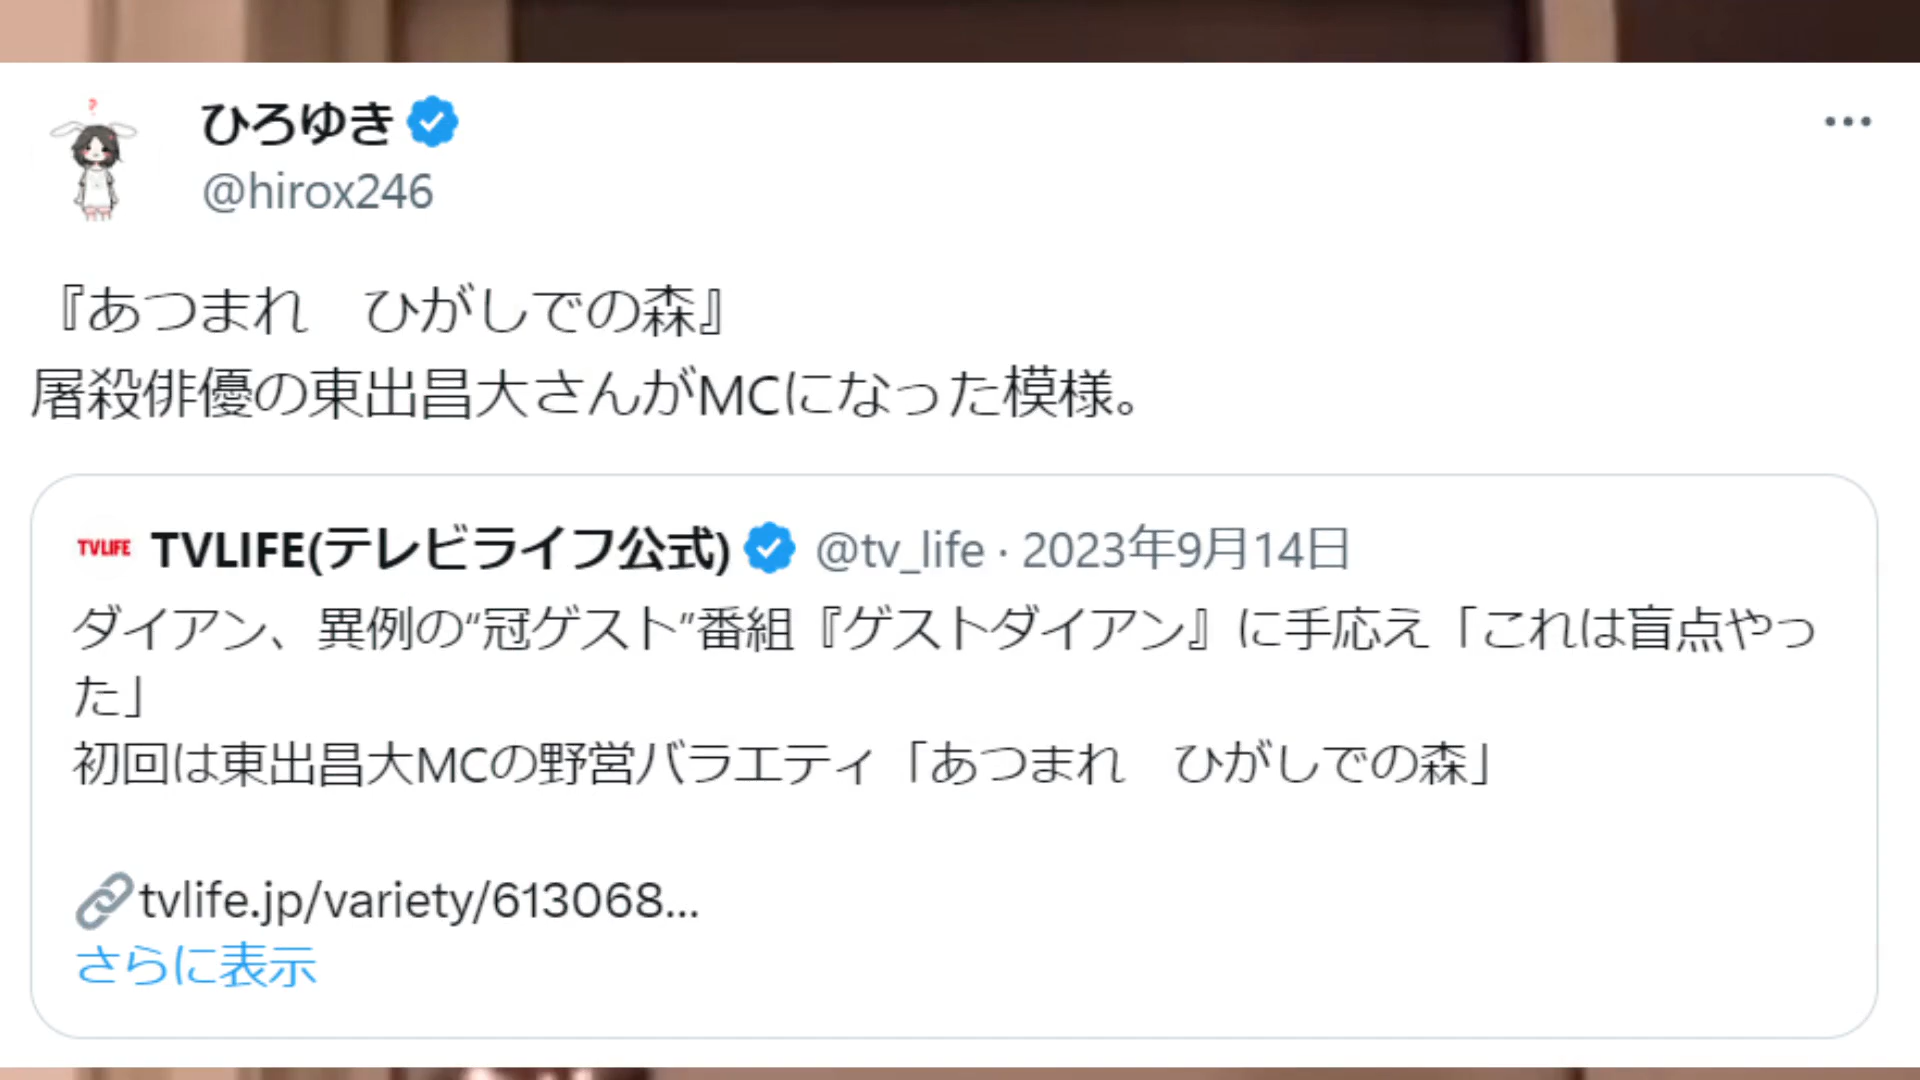 ひろゆき
@hirox246
『あつまれ　ひがしでの森』
屠殺俳優の東出昌大さんがMCになった模様。
TVLIFE TVLIFE(テレビライフ公式) @tv_life · 2023年9月14日
ダイアン、異例の“冠ゲスト”番組『ゲストダイアン』に手応え「これは盲点やっ
た」
初回は東出昌大MCの野営バラエティ「あつまれ　ひがしでの森」
tvlife.jp/variety/613068...
さらに表示